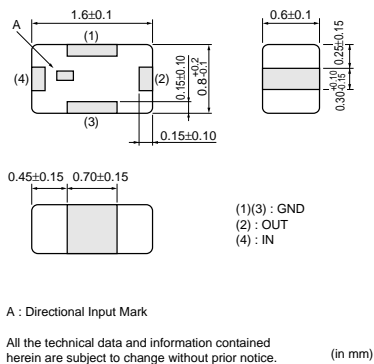 1.6±0.1
0.6±0.1
A
(1)
(4)
(2)
(3)
0.15±0.10
0.8+0.2-0.1
0.25±0.15
0.30+0.10-0.15
0.15±0.10
0.45±0.15 0.70±0.15
(1)(3) : GND
(2) : OUT
(4) : IN
A : Directional Input Mark
All the technical data and information contained
herein are subject to change without prior notice.
(in mm)